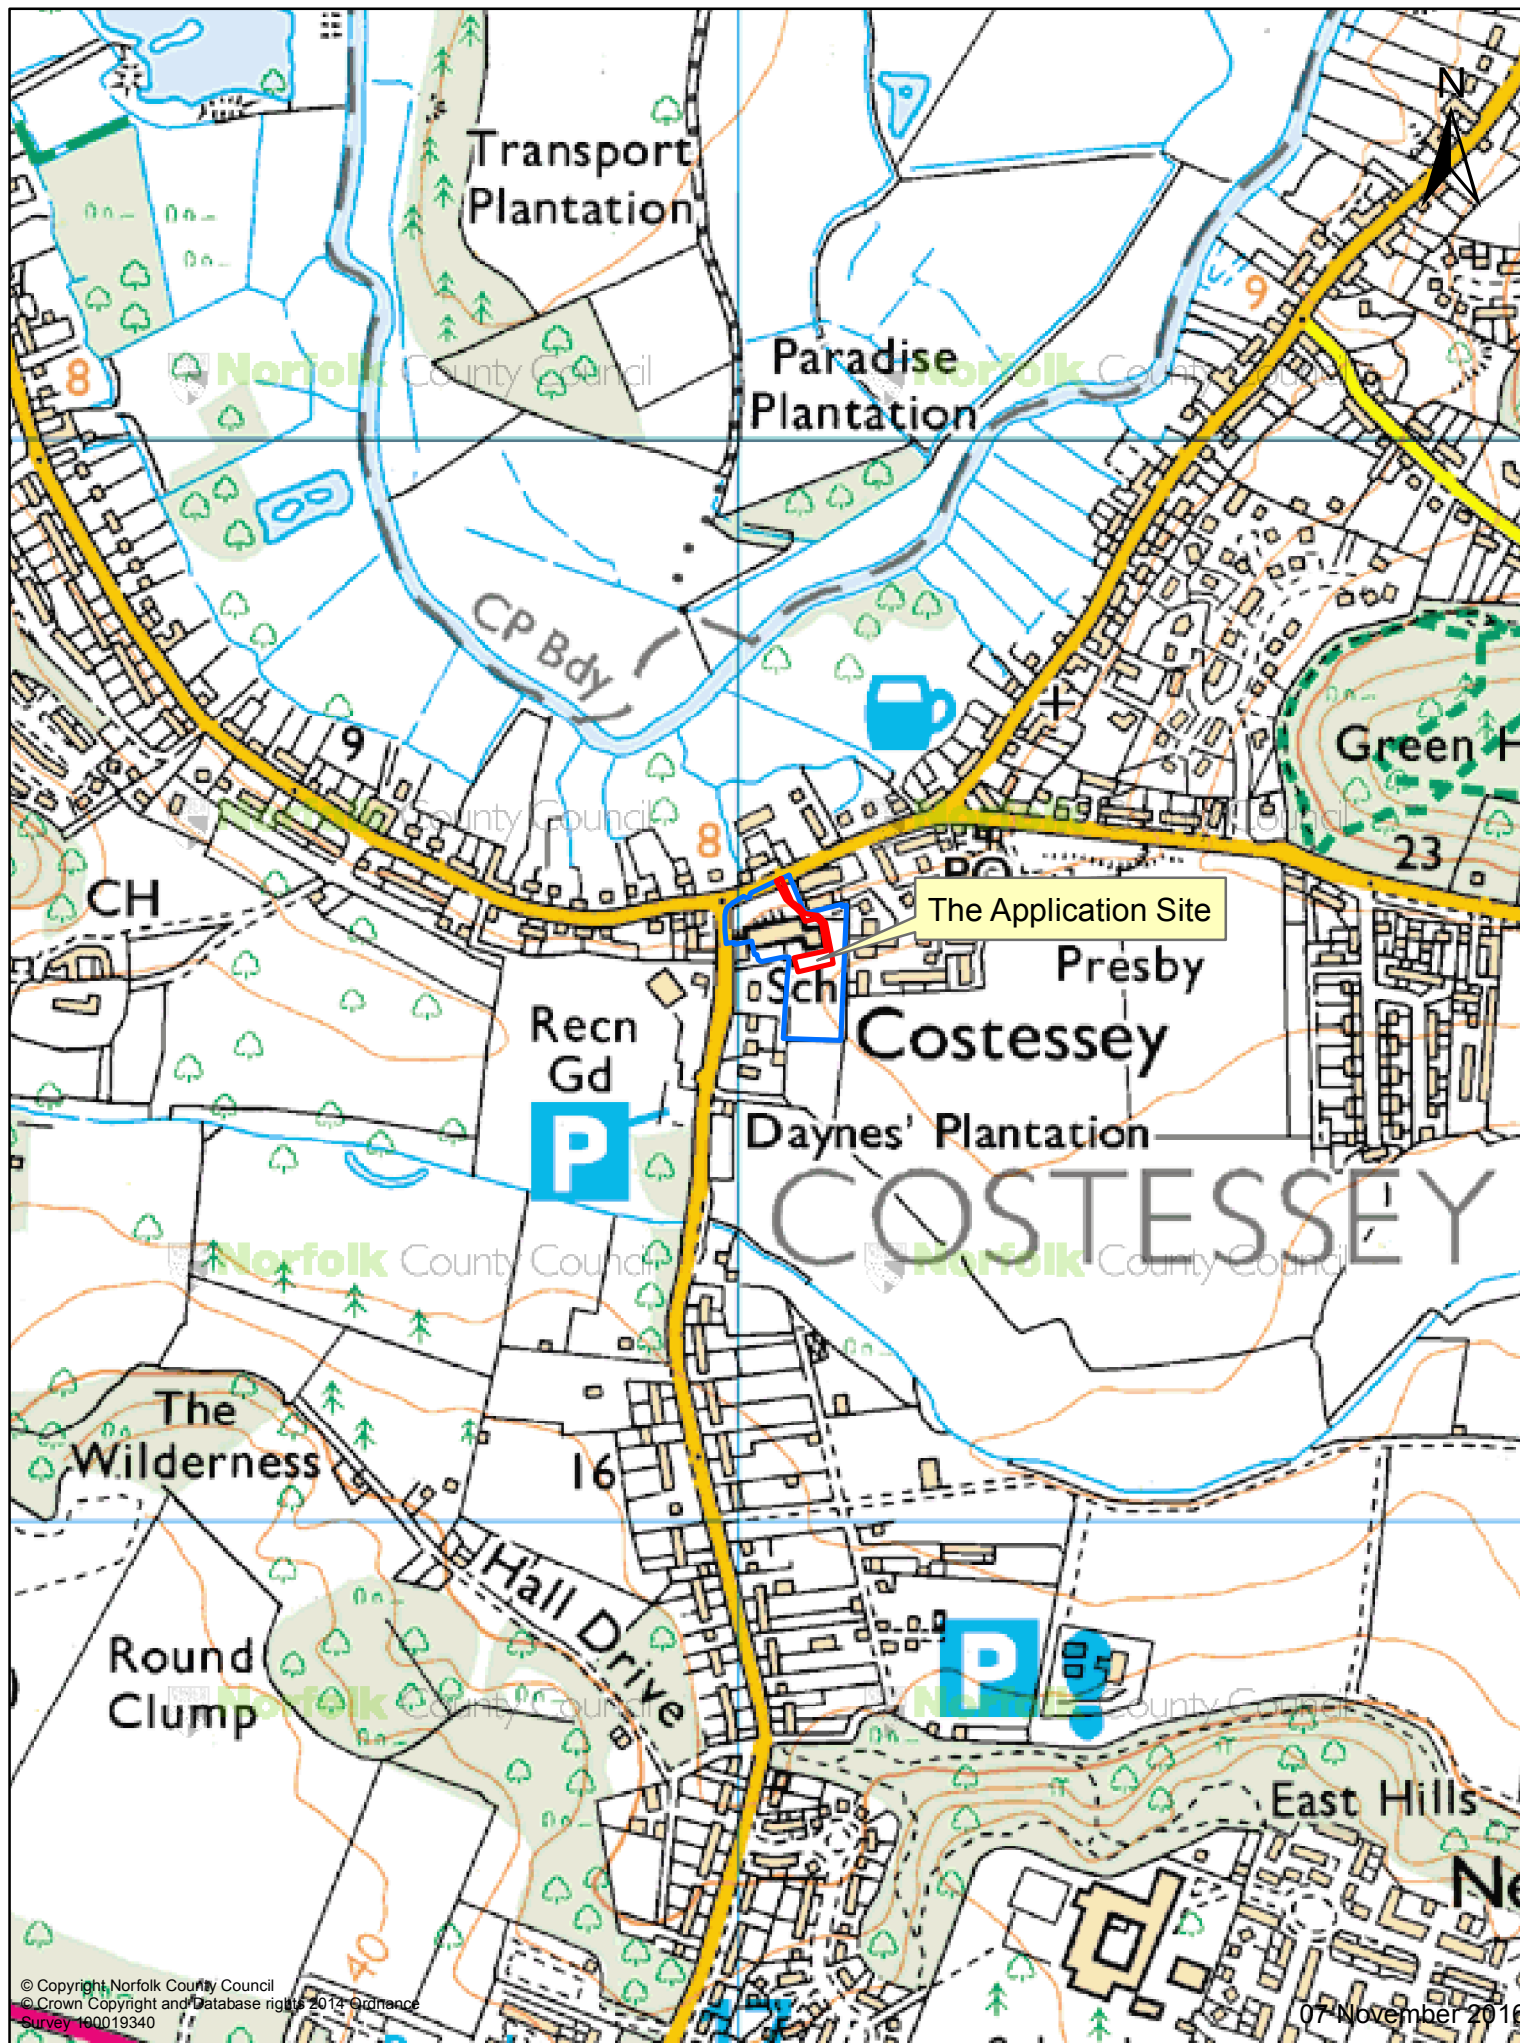 N
Transport
Plantation
9
Paradise
Plantation
Norfolk County Council
Norfolk County Council
8
CP Bdy
9
Green H
Norfolk County Council
Norfolk County Council
8
23
PO
CH
The Application Site
Presby
Sch
Recn
Gd
Costessey
P
Daynes' Plantation
COSTESSEY
Norfolk County Council
Norfolk County Council
The
Wilderness
16
Hall Drive
Round
Clump
P
Norfolk County Council
Norfolk County Council
East Hills
Ne
40
© Copyright Norfolk County Council
© Crown Copyright and Database rights 2014 Ordnance
Survey 100019340
07 November 2016